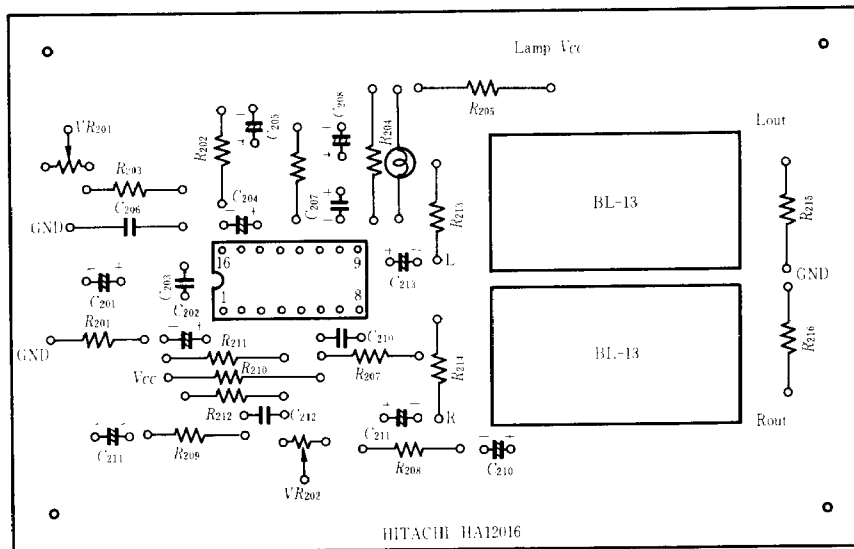 Lamp Vcc
C208
C205
R204
R205
VR201
R202
Lout
R203
C204
C207
R213
BL-13
R215
C206
GND
16
9
L
C203
C213
GND
C201
C202
1
8
R201
C210
R211
R214
R216
GND
R210
R207
BL-13
Vcc
R212
C212
R
Rout
C211
C211
R209
R208
C210
VR202
HITACHI HA12016